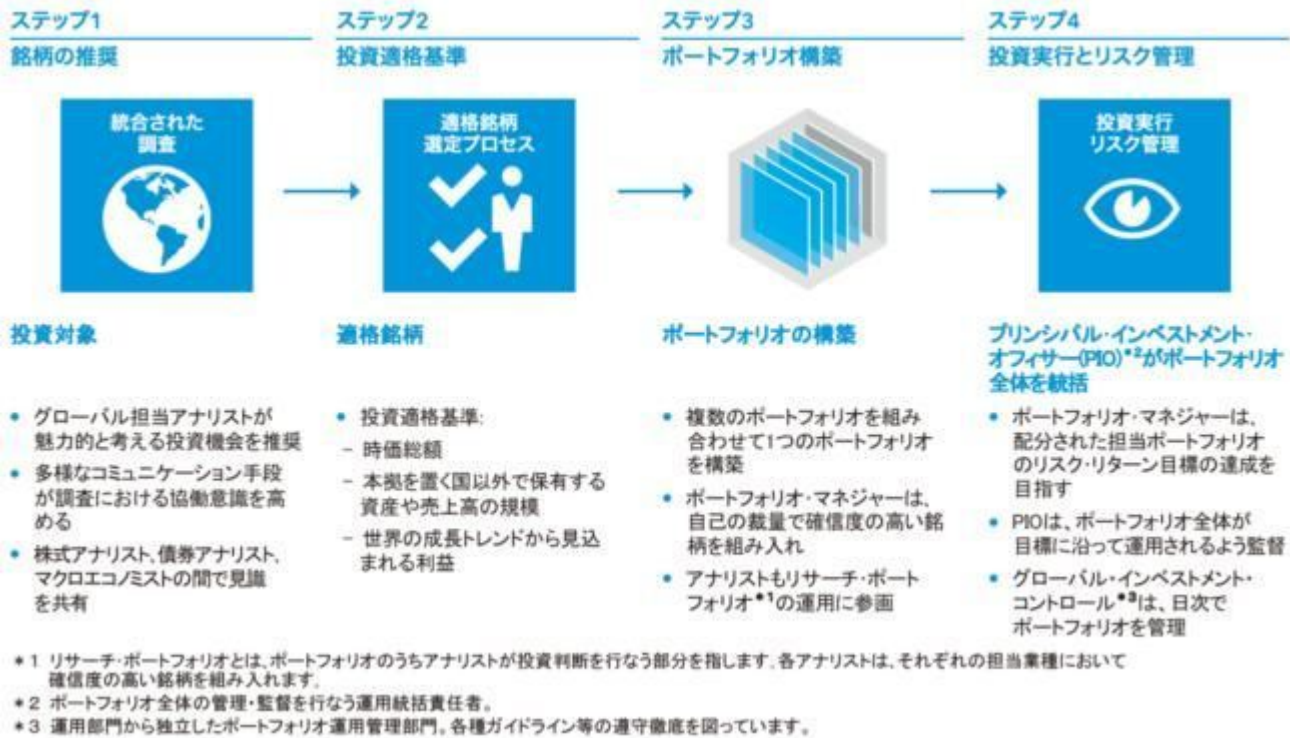 ステップ1
銘柄の推奨
統合された
調査
投資対象
• グローバル担当アナリストが
魅力的と考える投資機会を推奨
• 多様なコミュニケーション手段
が調査における協働意識を高
める
• 株式アナリスト、債券アナリスト、
マクロエコノミストの間で見識
を共有
ステップ2
投資適格基準
適格銘柄
選定プロセス
適格銘柄
• 投資適格基準:
- 時価総額
- 本拠を置く国以外で保有する
資産や売上高の規模
- 世界の成長トレンドから見込
まれる利益
ステップ3
ポートフォリオ構築
ポートフォリオの構築
• 複数のポートフォリオを組み
合わせて1つのポートフォリオ
を構築
• ポートフォリオ・マネジャーは、
自己の裁量で確信度の高い銘
柄を組み入れ
• アナリストもリサーチ・ポート
フォリオ*1の運用に参画
ステップ4
投資実行とリスク管理
投資実行
リスク管理
プリンシパル・インベストメント・
オフィサー(PIO)*2がポートフォリオ
全体を統括
• ポートフォリオ・マネジャーは、
配分された担当ポートフォリオ
のリスク・リターン目標の達成を
目指す
• PIOは、ポートフォリオ全体が
目標に沿って運用されるよう監督
• グローバル・インベストメント・
コントロール*3は、日次で
ポートフォリオを管理
*1 リサーチ・ポートフォリオとは、ポートフォリオのうちアナリストが投資判断を行なう部分を指します。各アナリストは、それぞれの担当業種において
確信度の高い銘柄を組み入れます。
*2 ポートフォリオ全体の管理・監督を行なう運用統括責任者。
*3 運用部門から独立したポートフォリオ運用管理部門。各種ガイドライン等の遵守徹底を図っています。